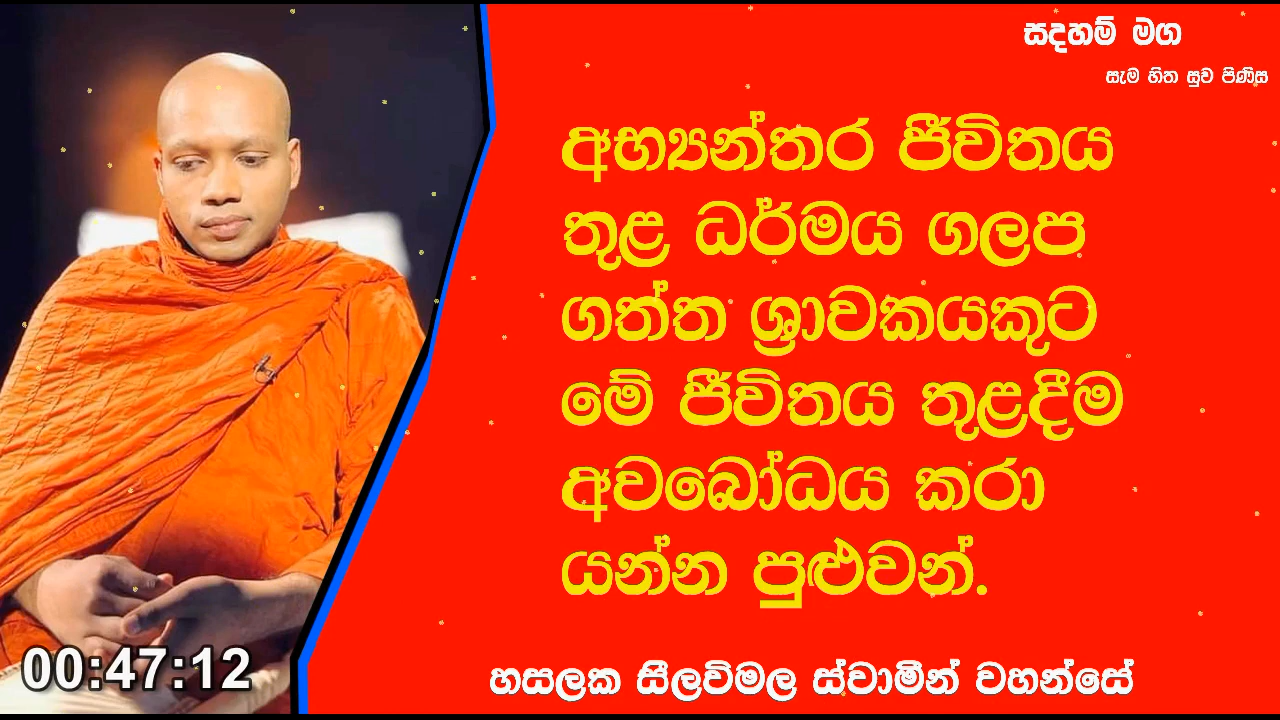 සදහම් මග
සැම හිත සුව පිණිස
අභ්‍යන්තර ජීවිතය
තුළ ධර්මය ගලප
ගත්ත ශ්‍රාවකයකුට
මේ ජීවිතය තුළදීම
අවබෝධය කරා
යන්න පුළුවන්.
00:47:12
හසලක සීලවිමල ස්වාමීන් වහන්සේ